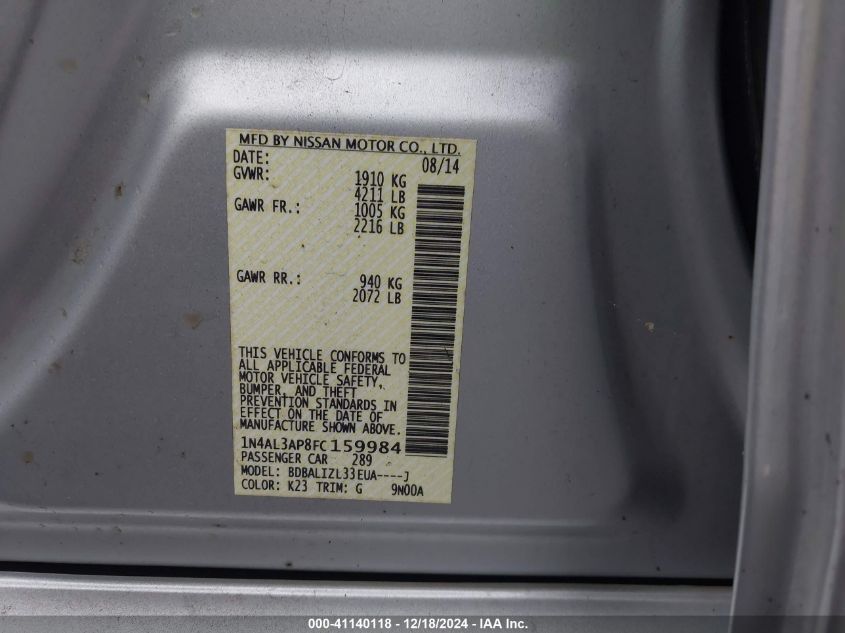 MFD BY NISSAN MOTOR CO., LTD.
DATE: 08/14
GVWR: 1910 KG
4211 LB
GAWR FR.: 1005 KG
2216 LB
GAWR RR.: 940 KG
2072 LB
THIS VEHICLE CONFORMS TO
ALL APPLICABLE FEDERAL
MOTOR VEHICLE SAFETY,
BUMPER, AND THEFT
PREVENTION STANDARDS IN
EFFECT ON THE DATE OF
MANUFACTURE SHOWN ABOVE.
1N4AL3AP8FC159984
PASSENGER CAR 289
MODEL: BDBALIZL33EUA----J
COLOR: K23 TRIM: G 9N00A
000-41140118 - 12/18/2024 - IAA Inc.